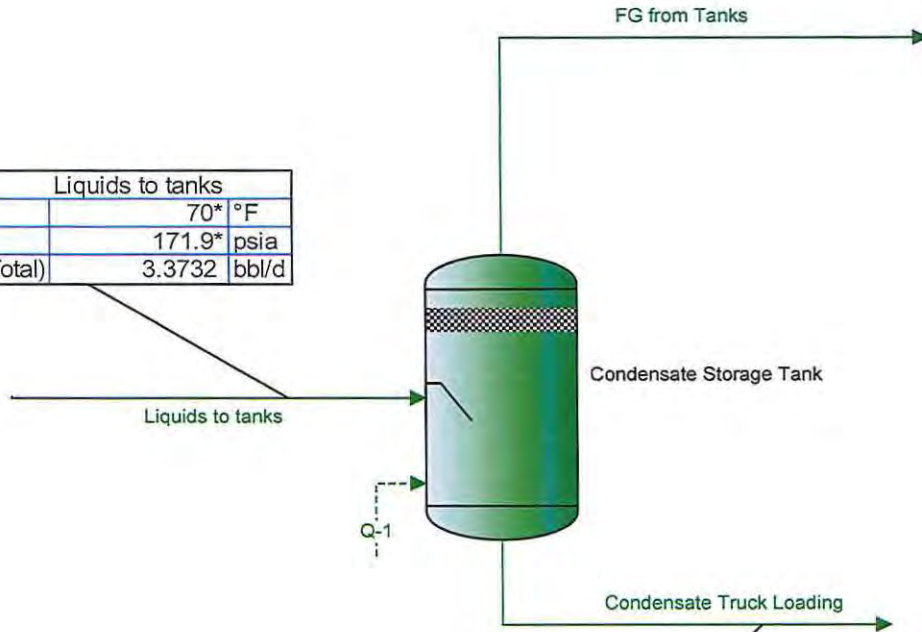 FG from Tanks
Liquids to tanks
70* °F
171.9* psia
otal) 3.3732 bbl/d
Condensate Storage Tank
Liquids to tanks
Q-1
Condensate Truck Loading